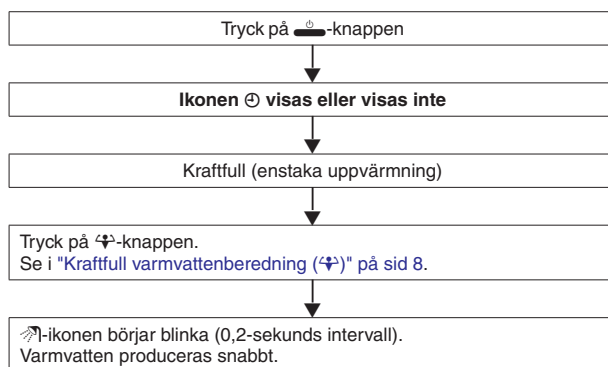 Tryck på -knappen
Ikonen visas eller visas inte
Kraftfull (enstaka uppvärmning)
Tryck på -knappen.
Se i "Kraftfull varmvattenberedning ()" på sid 8.
-ikonen börjar blinka (0,2-sekunds intervall).
Varmvatten produceras snabbt.